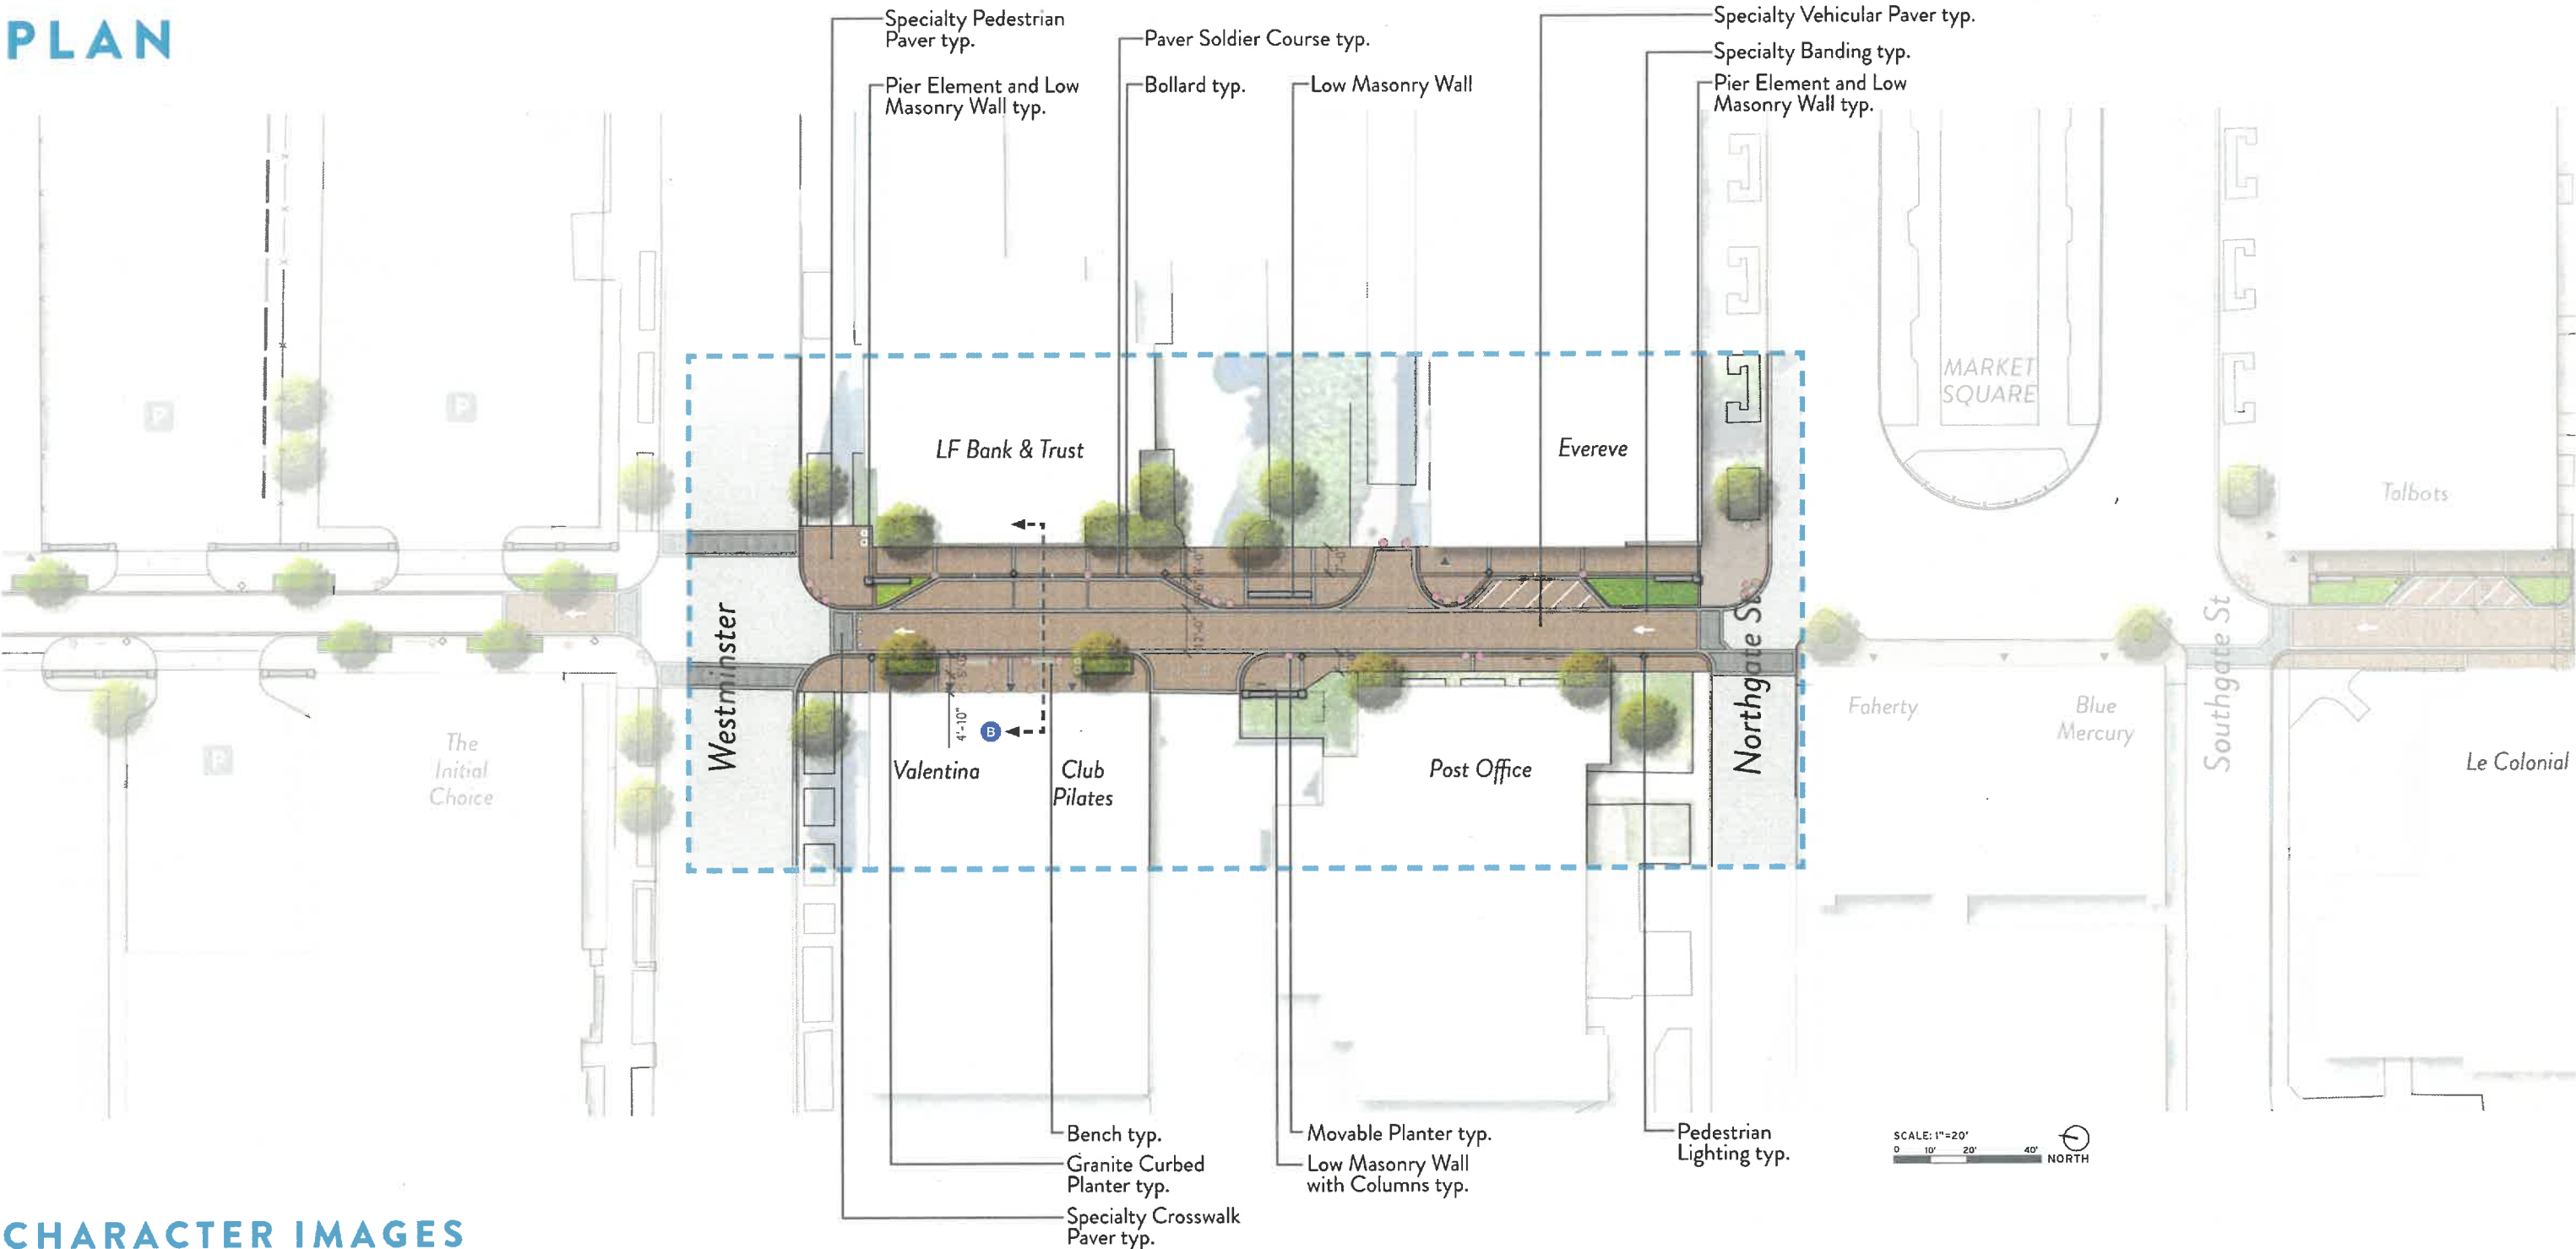 PLAN
Specialty Pedestrian
Paver typ.
Pier Element and Low
Masonry Wall typ.
Paver Soldier Course typ.
Bollard typ.
Low Masonry Wall
Specialty Vehicular Paver typ.
Specialty Banding typ.
Pier Element and Low
Masonry Wall typ.
P
P
MARKET
SQUARE
LF Bank & Trust
Evereve
Talbots
Westminster
Northgate St
Southgate St
12'-0"
4'-10"
B
P
The
Initial
Choice
Valentina
Club
Pilates
Post Office
Faherty
Blue
Mercury
Le Colonial
Bench typ.
Granite Curbed
Planter typ.
Specialty Crosswalk
Paver typ.
Movable Planter typ.
Low Masonry Wall
with Columns typ.
Pedestrian
Lighting typ.
SCALE: 1"=20'
0 10' 20' 40' NORTH
CHARACTER IMAGES